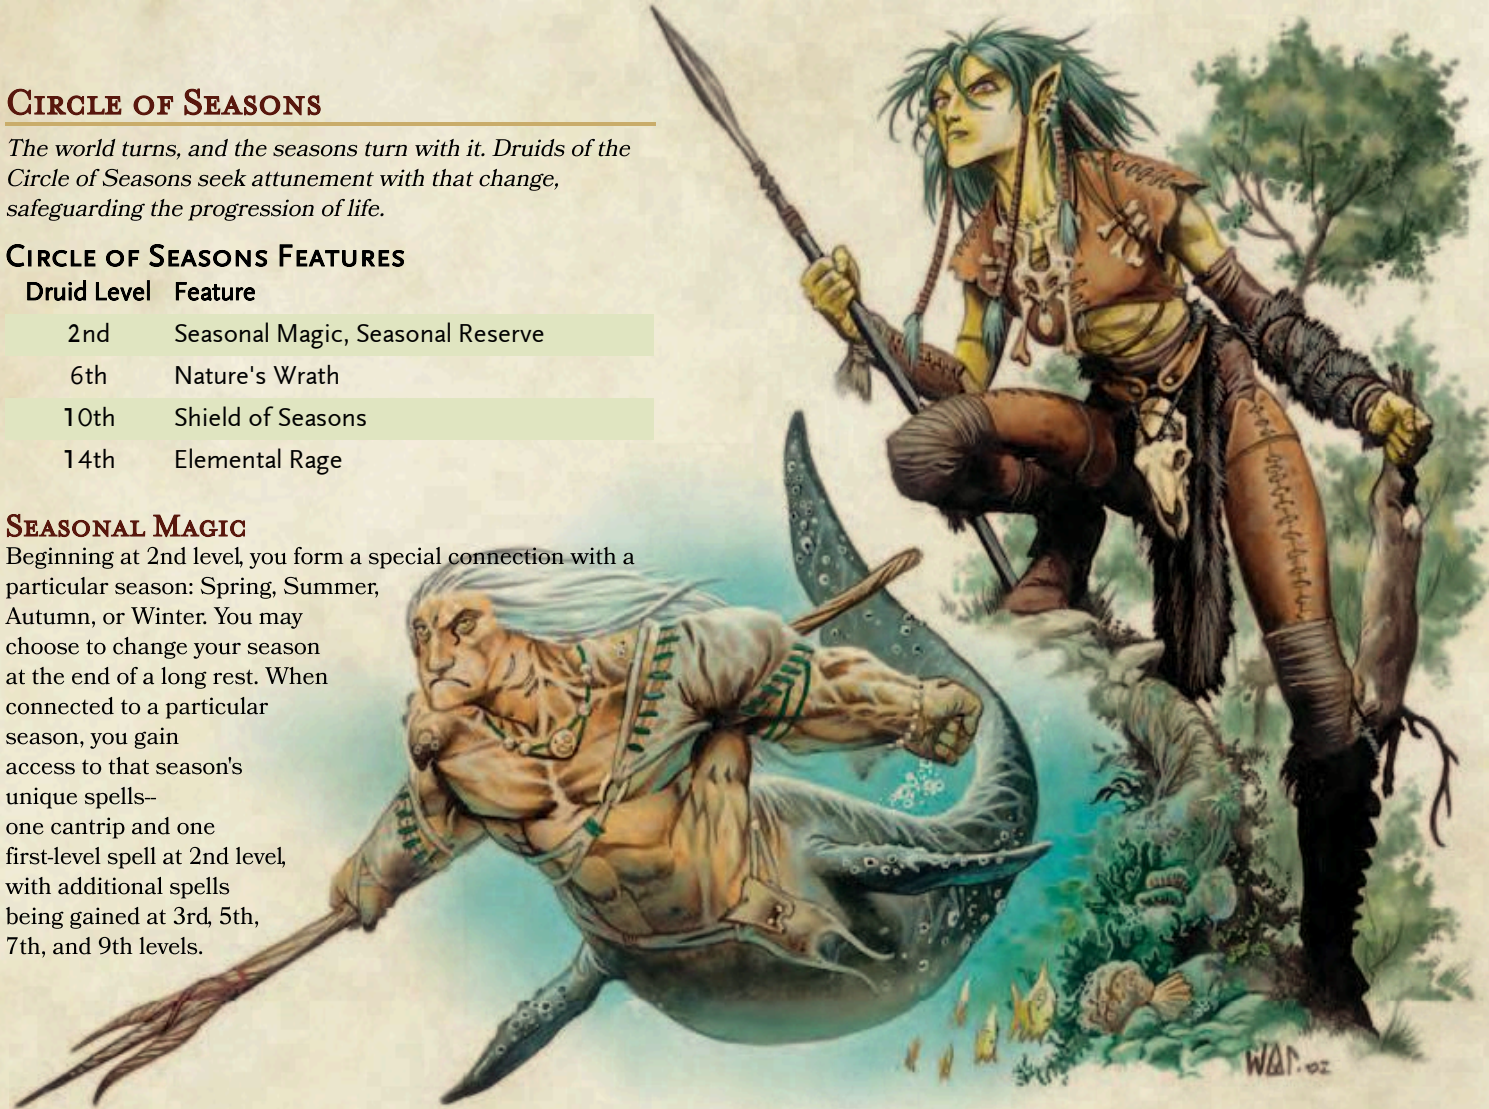 CIRCLE OF SEASONS
The world turns, and the seasons turn with it. Druids of the
Circle of Seasons seek attunement with that change,
safeguarding the progression of life.
CIRCLE OF SEASONS FEATURES
Druid Level Feature
2nd Seasonal Magic, Seasonal Reserve
6th Nature's Wrath
10th Shield of Seasons
14th Elemental Rage
SEASONAL MAGIC
Beginning at 2nd level, you form a special connection with a
particular season: Spring, Summer,
Autumn, or Winter. You may
choose to change your season
at the end of a long rest. When
connected to a particular
season, you gain
access to that season's
unique spells--
one cantrip and one
first-level spell at 2nd level,
with additional spells
being gained at 3rd, 5th,
7th, and 9th levels.